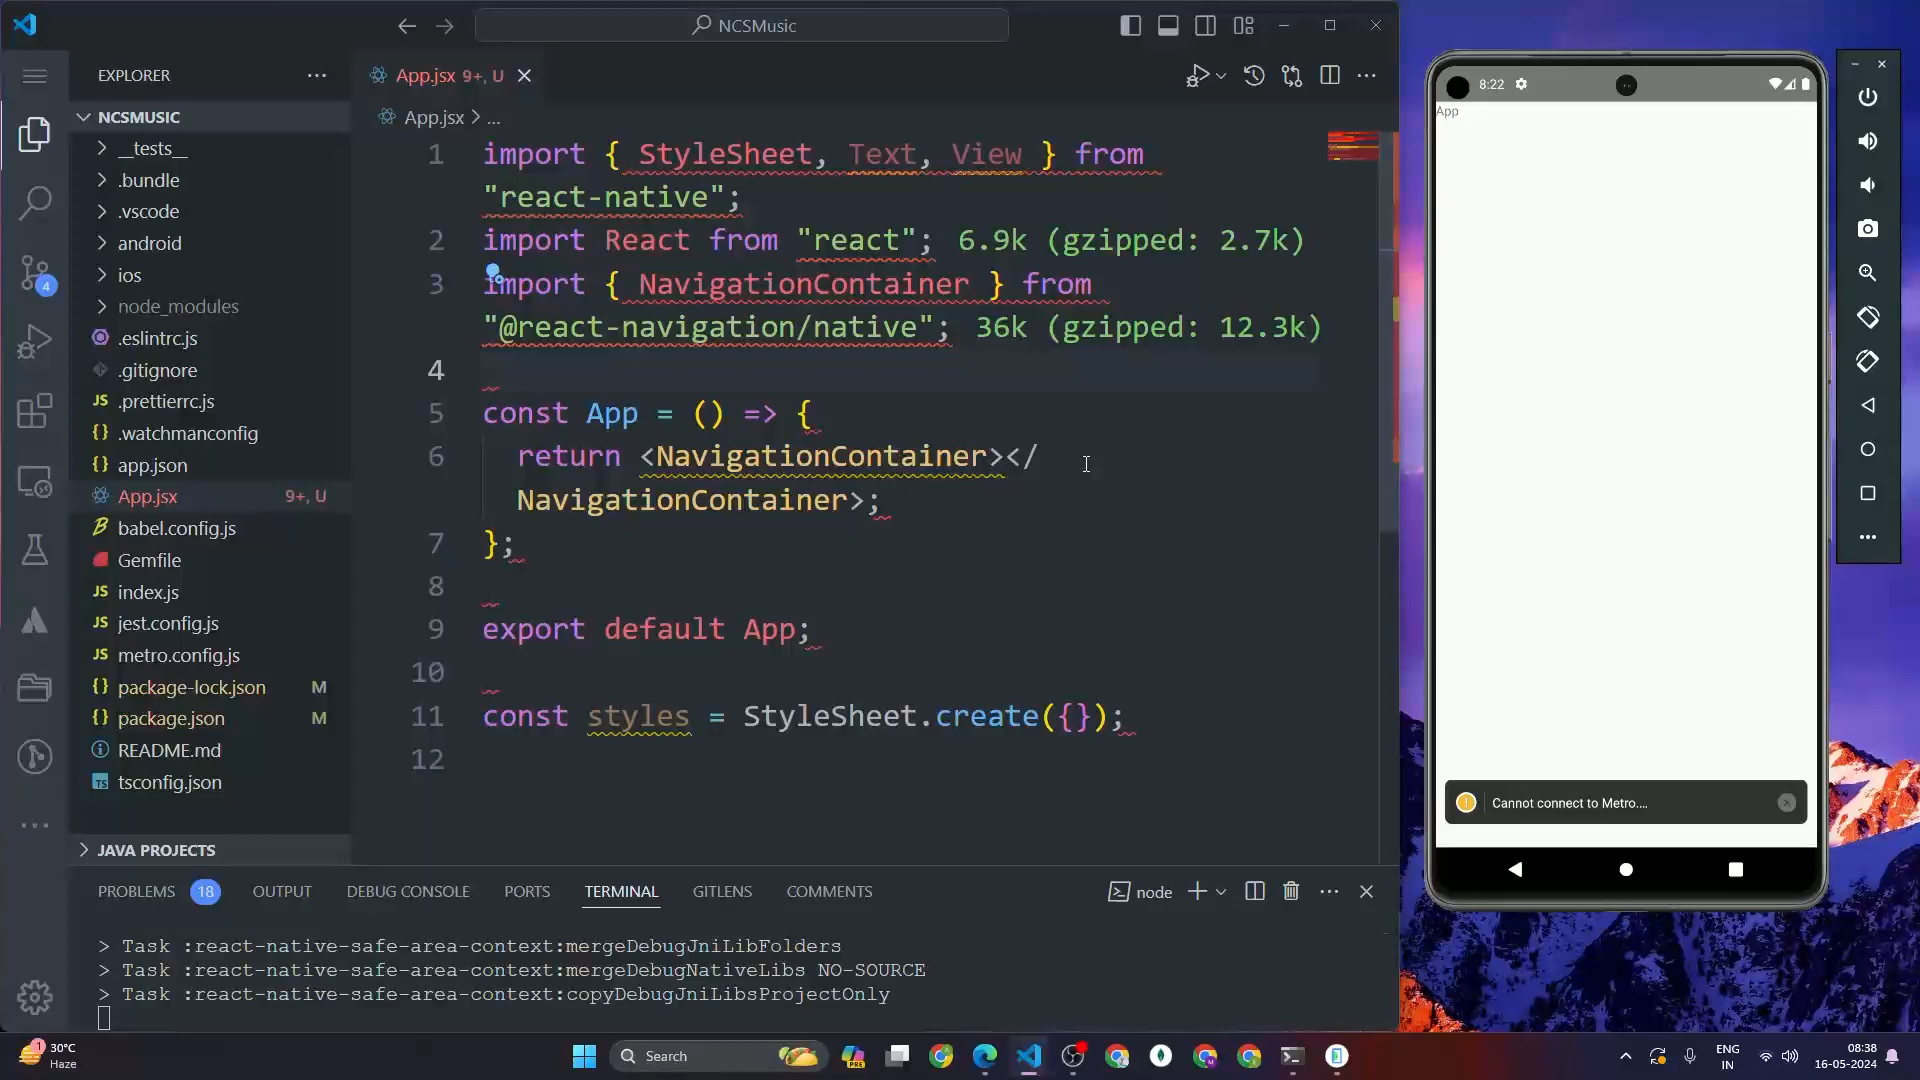 NCSMusic
EXPLORER
NCSMUSIC
__tests__
.bundle
.vscode
android
ios
node_modules
.eslintrc.js
.gitignore
.prettierrc.js
.watchmanconfig
app.json
App.jsx 9+, U
babel.config.js
Gemfile
index.js
jest.config.js
metro.config.js
package-lock.json M
package.json M
README.md
tsconfig.json
JAVA PROJECTS
4
App.jsx 9+, U
App.jsx > ...
1 import { StyleSheet, Text, View } from
"react-native";
2 import React from "react"; 6.9k (gzipped: 2.7k)
3 import { NavigationContainer } from
"@react-navigation/native"; 36k (gzipped: 12.3k)
4
5 const App = () => {
6 return <NavigationContainer></
NavigationContainer>;
7 };
8
9 export default App;
10
11 const styles = StyleSheet.create({});
12
PROBLEMS 18 OUTPUT DEBUG CONSOLE PORTS TERMINAL GITLENS COMMENTS node
> Task :react-native-safe-area-context:mergeDebugJniLibFolders
> Task :react-native-safe-area-context:mergeDebugNativeLibs NO-SOURCE
> Task :react-native-safe-area-context:copyDebugJniLibsProjectOnly
8:22
App
Cannot connect to Metro....
1
30°C
Haze
Search
PRE
ENG
IN
08:38
16-05-2024